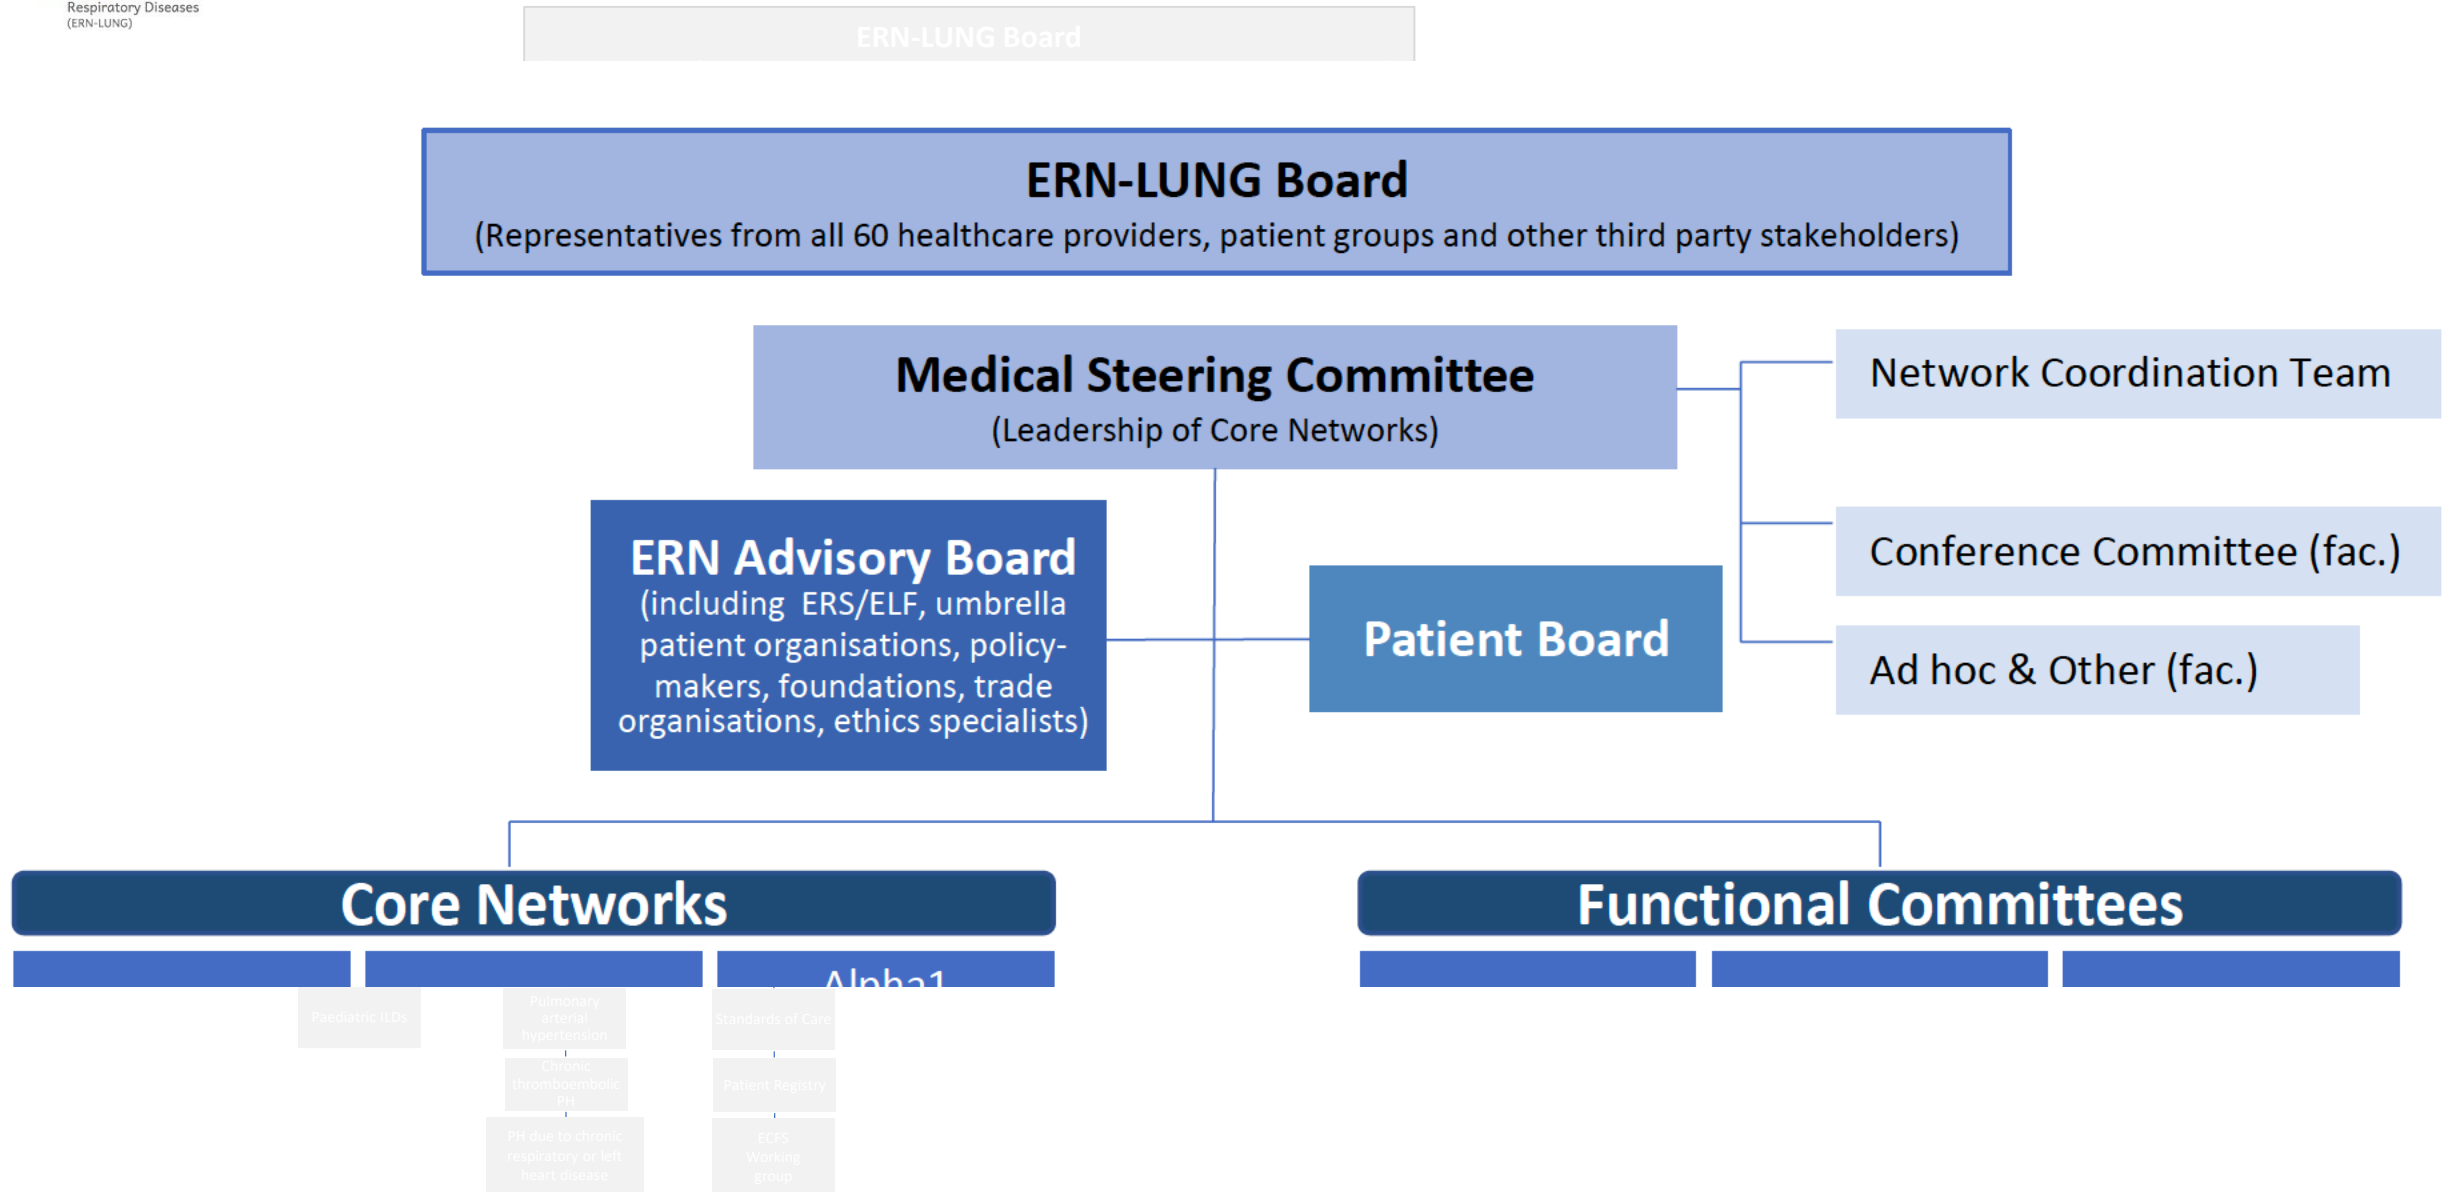 Respiratory Diseases
(ERN-LUNG)
ERN-LUNG Board
ERN-LUNG Board
(Representatives from all 60 healthcare providers, patient groups and other third party stakeholders)
Medical Steering Committee
(Leadership of Core Networks)
Network Coordination Team
Conference Committee (fac.)
Ad hoc & Other (fac.)
ERN Advisory Board
(including ERS/ELF, umbrella
patient organisations, policy-
makers, foundations, trade
organisations, ethics specialists)
Patient Board
Core Networks
Functional Committees
Alpha1
Paediatric ILDs
Pulmonary
arterial
hypertension
Standards of Care
Chronic
thromboembolic
PH
Patient Registry
PH due to chronic
respiratory or left
heart disease
ECFS
Working
group